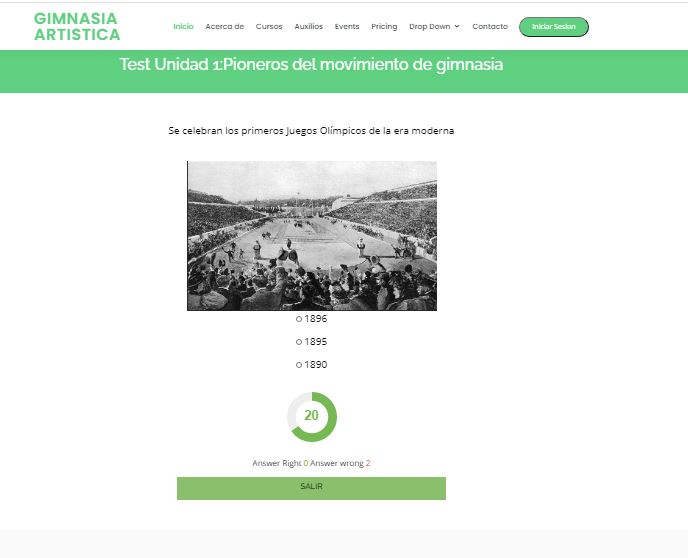 GIMNASIA
ARTISTICA
Inicio Acerca de Cursos Auxilios Events Pricing Drop Down Contacto Iniciar Sesion
Test Unidad 1:Pioneros del movimiento de gimnasia
Se celebran los primeros Juegos Olímpicos de la era moderna
1896
1895
1890
20
Answer Right 0 Answer wrong 2
SALIR